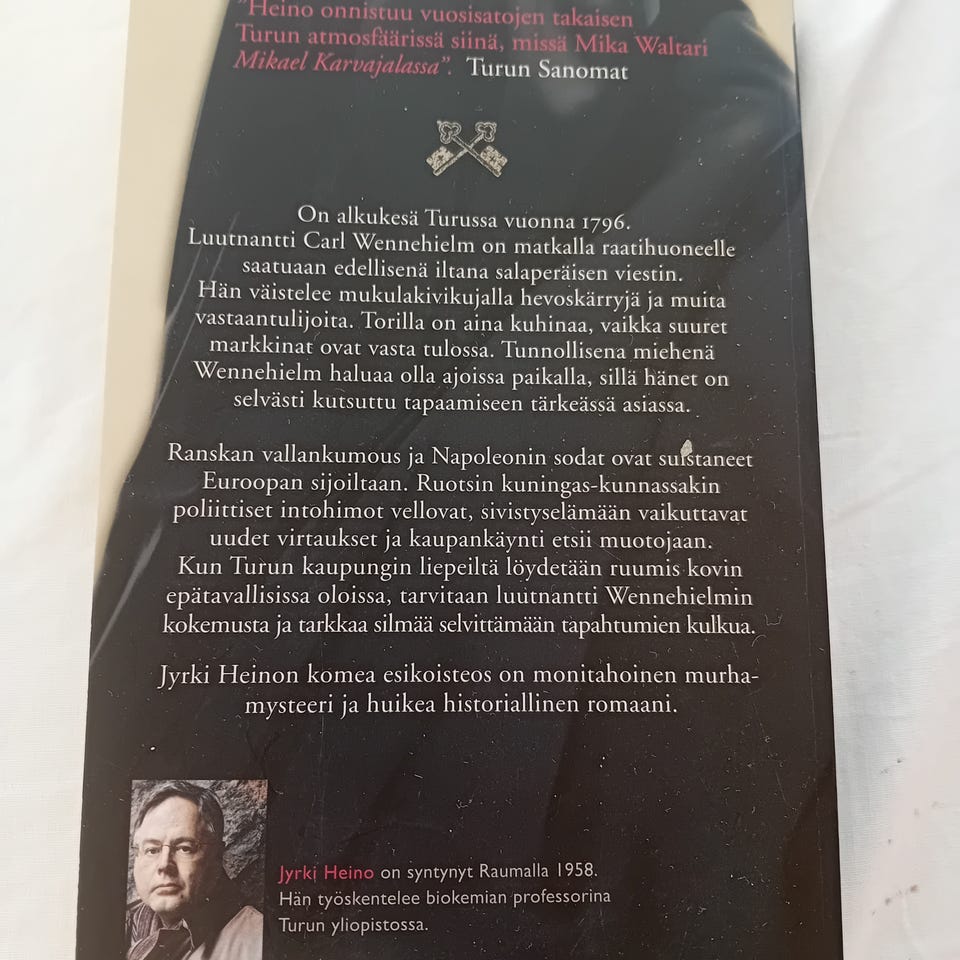 "Heino onnistuu vuosisatojen takaisen
Turun atmosfäärissä siinä, missä Mika Waltari
Mikael Karvajalassa". Turun Sanomat
On alkukesä Turussa vuonna 1796.
Luutnantti Carl Wennehielm on matkalla raatihuoneelle
saatuaan edellisenä iltana salaperäisen viestin.
Hän väistelee mukulakivikujalla hevoskärryjä ja muita
vastaantulijoita. Torilla on aina kuhinaa, vaikka suuret
markkinat ovat vasta tulossa. Tunnollisena miehenä
Wennehielm haluaa olla ajoissa paikalla, sillä hänet on
selvästi kutsuttu tapaamiseen tärkeässä asiassa.
Ranskan vallankumous ja Napoleonin sodat ovat suistaneet
Euroopan sijoiltaan. Ruotsin kuningas-kunnassakin
poliittiset intohimot vellovat, sivistyselämään vaikuttavat
uudet virtaukset ja kaupankäynti etsii muotojaan.
Kun Turun kaupungin liepeiltä löydetään ruumis kovin
epätavallisissa oloissa, tarvitaan luutnantti Wennehielmin
kokemusta ja tarkkaa silmää selvittämään tapahtumien kulkua.
Jyrki Heinon komea esikoisteos on monitahoinen murha-
mysteeri ja huikea historiallinen romaani.
Jyrki Heino on syntynyt Raumalla 1958.
Hän työskentelee biokemian professorina
Turun yliopistossa.